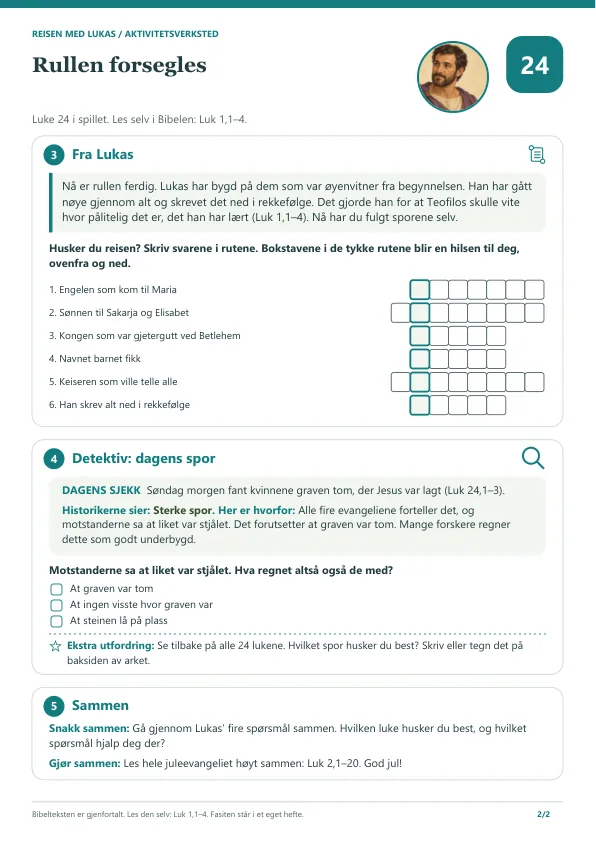 REISEN MED LUKAS / AKTIVITETSVERKSTED
Rullen forsegles
24
Luke 24 i spillet. Les selv i Bibelen: Luk 1,1–4.
3 Fra Lukas
Nå er rullen ferdig. Lukas har bygd på dem som var øyenvitner fra begynnelsen. Han har gått
nøye gjennom alt og skrevet det ned i rekkefølge. Det gjorde han for at Teofilos skulle vite
hvor pålitelig det er, det han har lært (Luk 1,1–4). Nå har du fulgt sporene selv.
Husker du reisen? Skriv svarene i rutene. Bokstavene i de tykke rutene blir en hilsen til deg,
ovenfra og ned.
1. Engelen som kom til Maria
2. Sønnen til Sakarja og Elisabet
3. Kongen som var gjetergutt ved Betlehem
4. Navnet barnet fikk
5. Keiseren som ville telle alle
6. Han skrev alt ned i rekkefølge
4 Detektiv: dagens spor
DAGENS SJEKK Søndag morgen fant kvinnene graven tom, der Jesus var lagt (Luk 24,1–3).
Historikerne sier: Sterke spor. Her er hvorfor: Alle fire evangeliene forteller det, og
motstanderne sa at liket var stjålet. Det forutsetter at graven var tom. Mange forskere regner
dette som godt underbygd.
Motstanderne sa at liket var stjålet. Hva regnet altså også de med?
At graven var tom
At ingen visste hvor graven var
At steinen lå på plass
Ekstra utfordring: Se tilbake på alle 24 lukene. Hvilket spor husker du best? Skriv eller tegn det på
baksiden av arket.
5 Sammen
Snakk sammen: Gå gjennom Lukas' fire spørsmål sammen. Hvilken luke husker du best, og hvilket
spørsmål hjalp deg der?
Gjør sammen: Les hele juleevangeliet høyt sammen: Luk 2,1–20. God jul!
Bibelteksten er gjenfortalt. Les den selv: Luk 1,1–4. Fasiten står i et eget hefte.
2/2